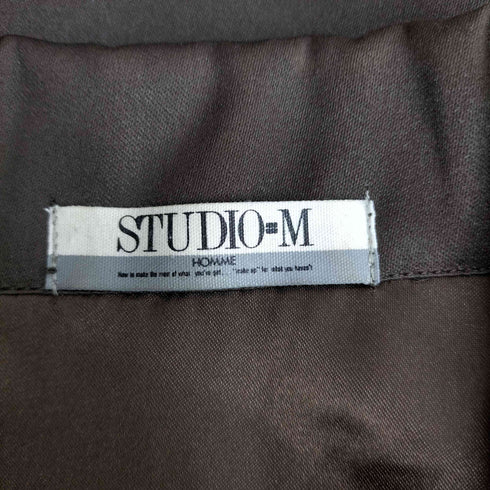 STUDIO=M
HOMME
How to make the most of what you've got... "make up" for what you haven't